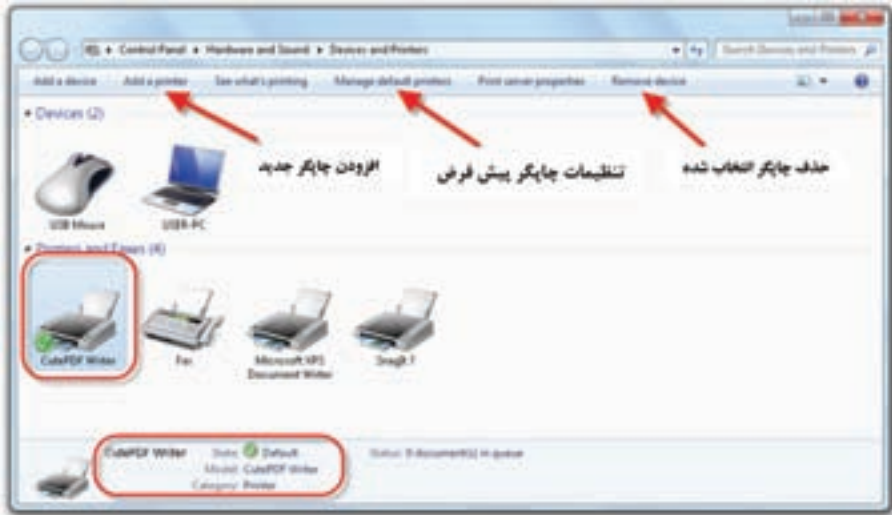 Control Panel ▸ Hardware and Sound ▸ Devices and Printers
Search Devices and Printers
Add a device Add a printer See what's printing Manage default printers Print server properties Remove device
Devices (2)
افزودن چاپگر جدید
تنظیمات چاپگر پیش فرض
حذف چاپگر انتخاب شده
USB Mouse
USER-PC
Printers and Faxes (4)
CutePDF Writer
Fax
Microsoft XPS
Document Writer
SnagIt 7
CutePDF Writer State: Default Status: 0 document(s) in queue
Model: CutePDF Writer
Category: Printer